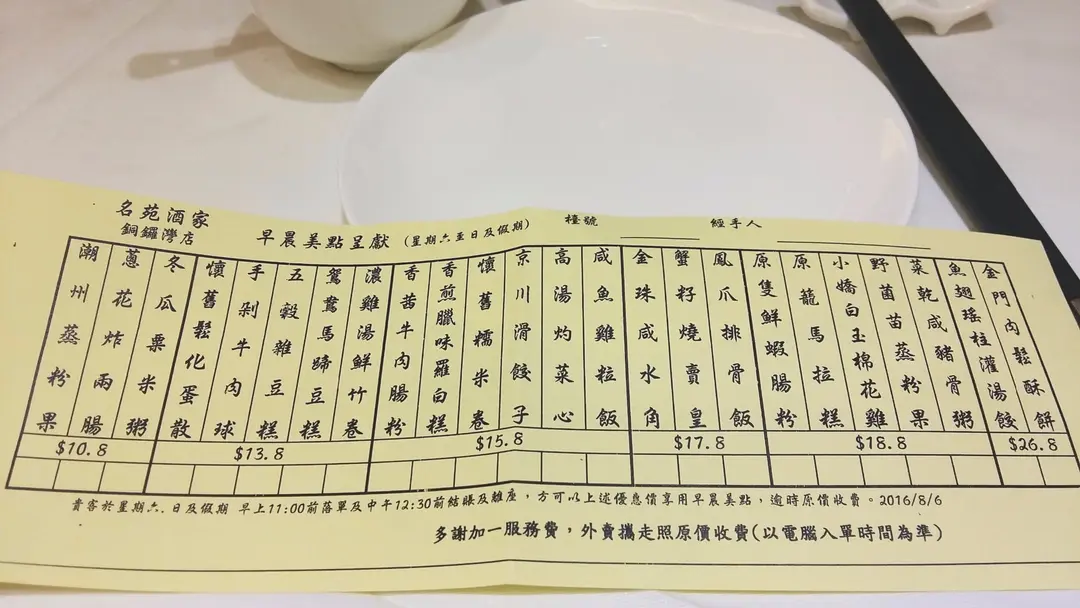 名苑酒家
銅鑼灣店
早晨美點呈獻 (星期六至日及假期)
檯號
經手人
潮州蒸粉果
蔥花炸兩腸
冬瓜粟米粥
懷舊鬆化蛋散
手剁牛肉球
五穀雜豆糕
鴛鴦馬蹄豆糕
濃雞湯鮮竹卷
香茜牛肉腸粉
香煎臘味羅白糕
懷舊糯米卷
京川滑餃子
高湯灼菜心
咸魚雞粒飯
金珠咸水角
蟹籽燒賣皇
鳳爪排骨飯
原隻鮮蝦腸粉
原籠馬拉糕
小嬌白玉棉花雞
野菌苗蒸粉果
菜乾咸豬骨粥
魚翅瑤柱灌湯餃
金門肉鬆酥餅
$10.8 $13.8 $15.8 $17.8 $18.8 $26.8
貴客於星期六.日及假期 早上11:00前落單及中午12:30前結賬及離座，方可以上述優惠價享用早晨美點，逾時原價收費。2016/8/6
多謝加一服務費，外賣攜走照原價收費(以電腦入單時間為準)